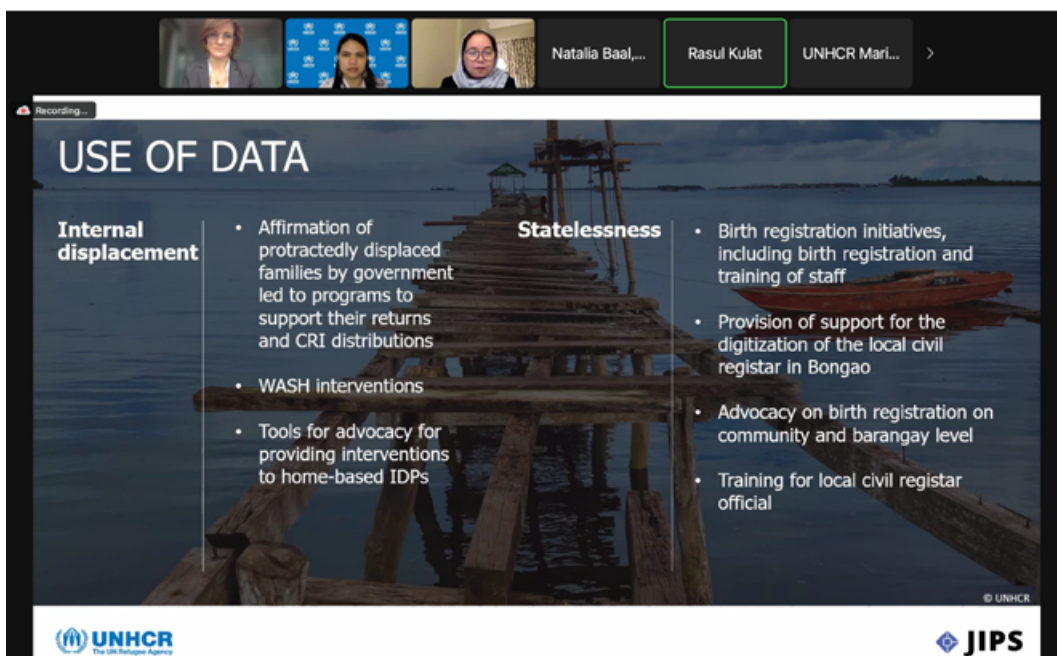 Natalia Baal,...
Rasul Kulat
UNHCR Mari...
Recording...
USE OF DATA
Internal
displacement
• Affirmation of
protractedly displaced
families by government
led to programs to
support their returns
and CRI distributions
• WASH interventions
• Tools for advocacy for
providing interventions
to home-based IDPs
Statelessness
• Birth registration initiatives,
including birth registration and
training of staff
• Provision of support for the
digitization of the local civil
registar in Bongao
• Advocacy on birth registration on
community and barangay level
• Training for local civil registar
official
© UNHCR
UNHCR
The UN Refugee Agency
JIPS